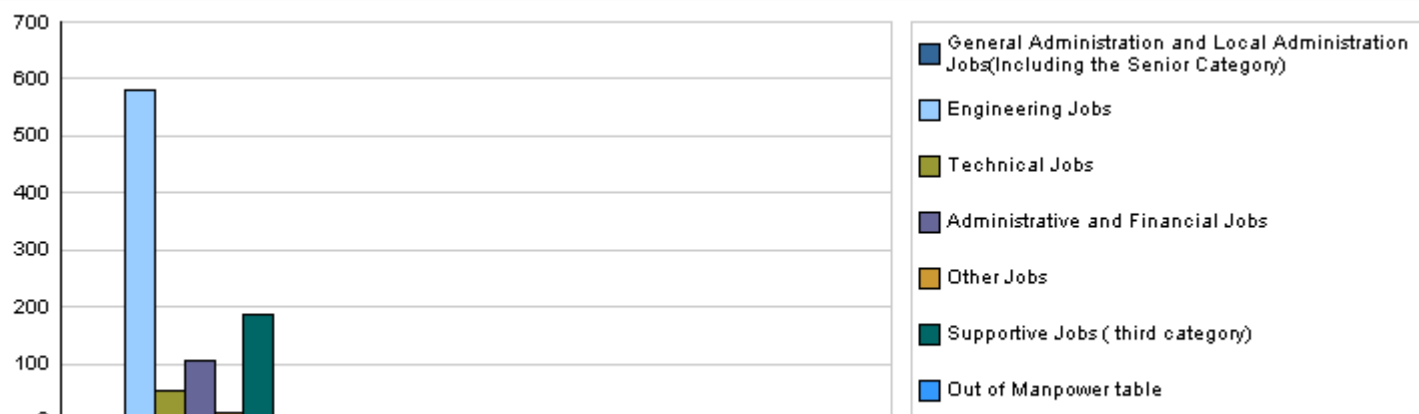 700
600
500
400
300
200
100
0
General Administration and Local Administration
Jobs(Including the Senior Category)
Engineering Jobs
Technical Jobs
Administrative and Financial Jobs
Other Jobs
Supportive Jobs ( third category)
Out of Manpower table